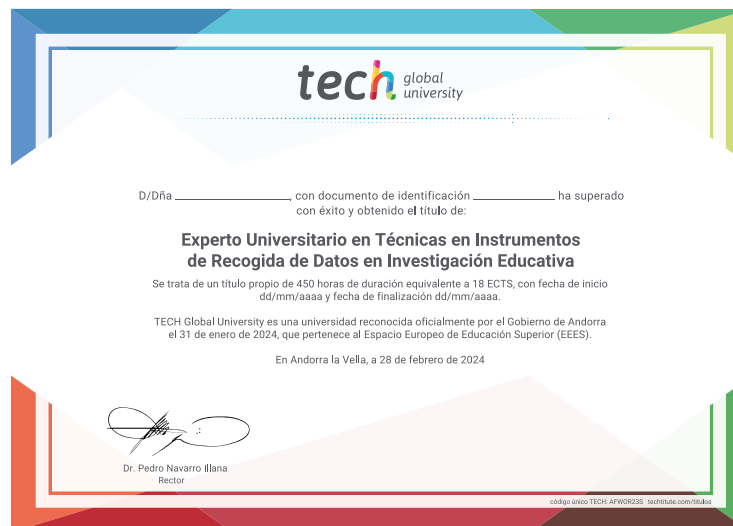 tech global university
D/Dña ____________________, con documento de identificación ______________ ha superado
con éxito y obtenido el título de:
Experto Universitario en Técnicas en Instrumentos
de Recogida de Datos en Investigación Educativa
Se trata de un título propio de 450 horas de duración equivalente a 18 ECTS, con fecha de inicio
dd/mm/aaaa y fecha de finalización dd/mm/aaaa.
TECH Global University es una universidad reconocida oficialmente por el Gobierno de Andorra
el 31 de enero de 2024, que pertenece al Espacio Europeo de Educación Superior (EEES).
En Andorra la Vella, a 28 de febrero de 2024
Dr. Pedro Navarro Illana
Rector
código único TECH: AFWOR23S techtitute.com/titulos